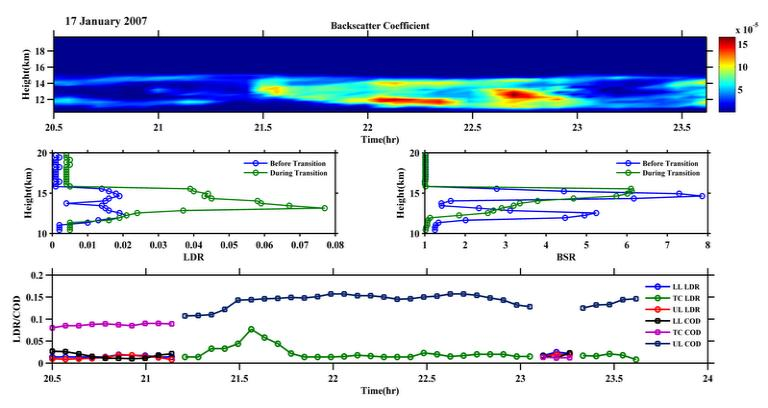 17 January 2007
Backscatter Coefficient
x 10⁻⁵
Height(km)
18
16
14
12
15
10
5
20.5 21 21.5 22 22.5 23 23.5
Time(hr)
20
15
10
Height(km)
Before Transition
During Transition
0 0.01 0.02 0.03 0.04 0.05 0.06 0.07 0.08
LDR
20
15
10
Height(km)
Before Transition
During Transition
1 2 3 4 5 6 7 8
BSR
0.2
0.15
0.1
0.05
0
LDR/COD
LL LDR
TC LDR
UL LDR
LL COD
TC COD
UL COD
20.5 21 21.5 22 22.5 23 23.5 24
Time(hr)